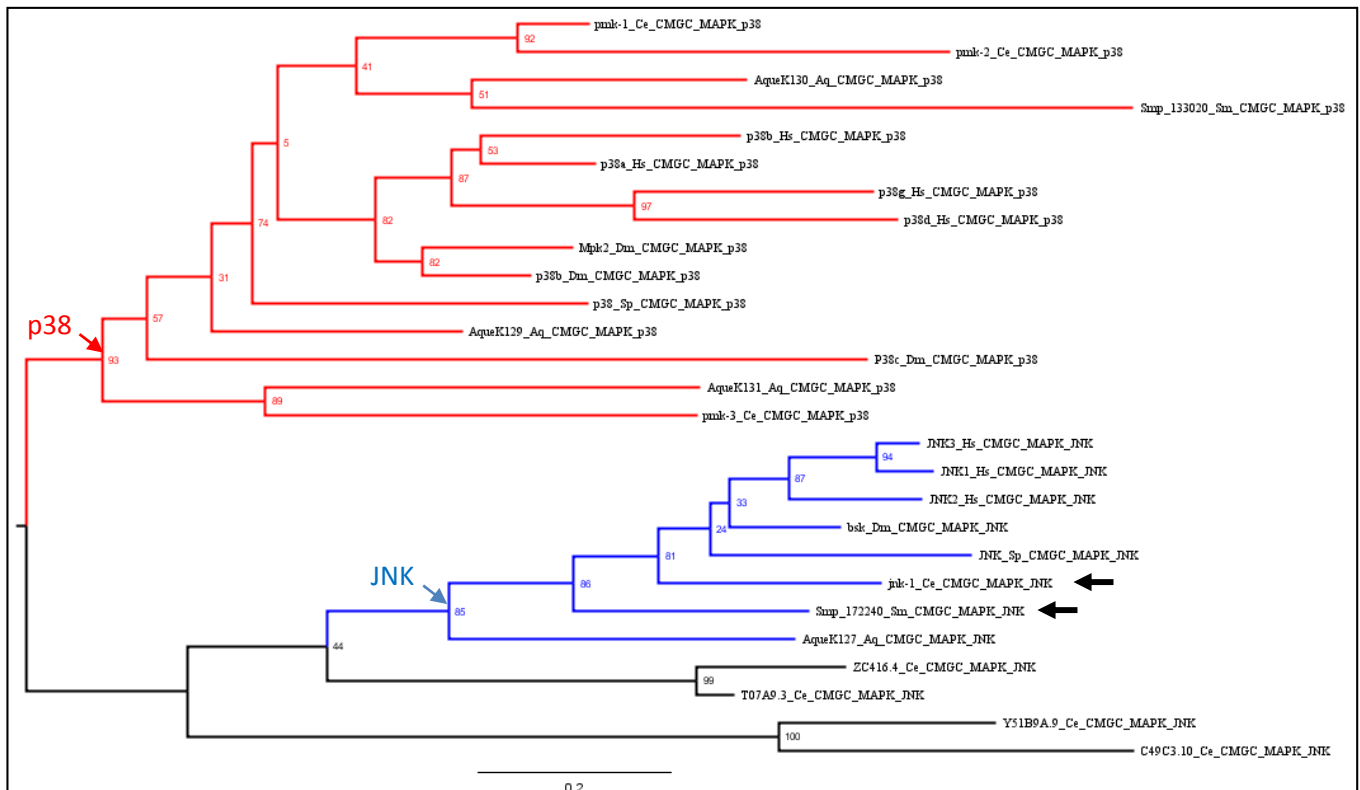 pmk-1_Ce_CMGC_MAPK_p38
92
pmk-2_Ce_CMGC_MAPK_p38
41
AqueK130_Aq_CMGC_MAPK_p38
51
Smp_133020_Sm_CMGC_MAPK_p38
5
p38b_Hs_CMGC_MAPK_p38
53
p38a_Hs_CMGC_MAPK_p38
87
p38g_Hs_CMGC_MAPK_p38
97
p38d_Hs_CMGC_MAPK_p38
74
82
Mpk2_Dm_CMGC_MAPK_p38
82
p38b_Dm_CMGC_MAPK_p38
31
p38_Sp_CMGC_MAPK_p38
57
p38
AqueK129_Aq_CMGC_MAPK_p38
93
P38c_Dm_CMGC_MAPK_p38
AqueK131_Aq_CMGC_MAPK_p38
89
pmk-3_Ce_CMGC_MAPK_p38
JNK3_Hs_CMGC_MAPK_JNK
94
JNK1_Hs_CMGC_MAPK_JNK
87
JNK2_Hs_CMGC_MAPK_JNK
33
bsk_Dm_CMGC_MAPK_JNK
24
JNK_Sp_CMGC_MAPK_JNK
81
JNK
jnk-1_Ce_CMGC_MAPK_JNK
86
Smp_172240_Sm_CMGC_MAPK_JNK
85
AqueK127_Aq_CMGC_MAPK_JNK
44
ZC416.4_Ce_CMGC_MAPK_JNK
99
T07A9.3_Ce_CMGC_MAPK_JNK
Y51B9A.9_Ce_CMGC_MAPK_JNK
100
C49C3.10_Ce_CMGC_MAPK_JNK
0.2